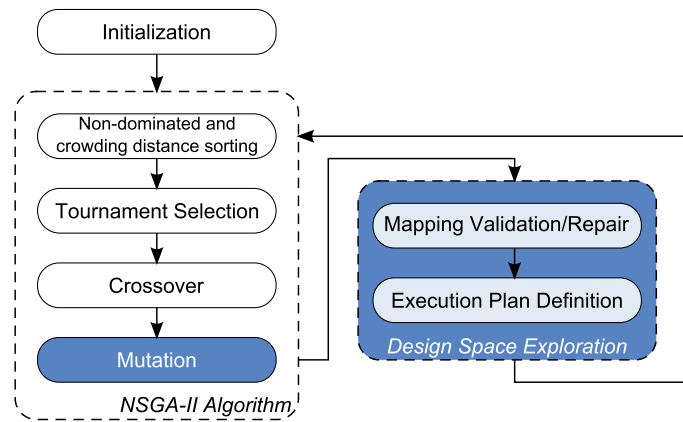 Initialization
Non-dominated and
crowding distance sorting
Tournament Selection
Crossover
Mutation
NSGA-II Algorithm
Mapping Validation/Repair
Execution Plan Definition
Design Space Exploration